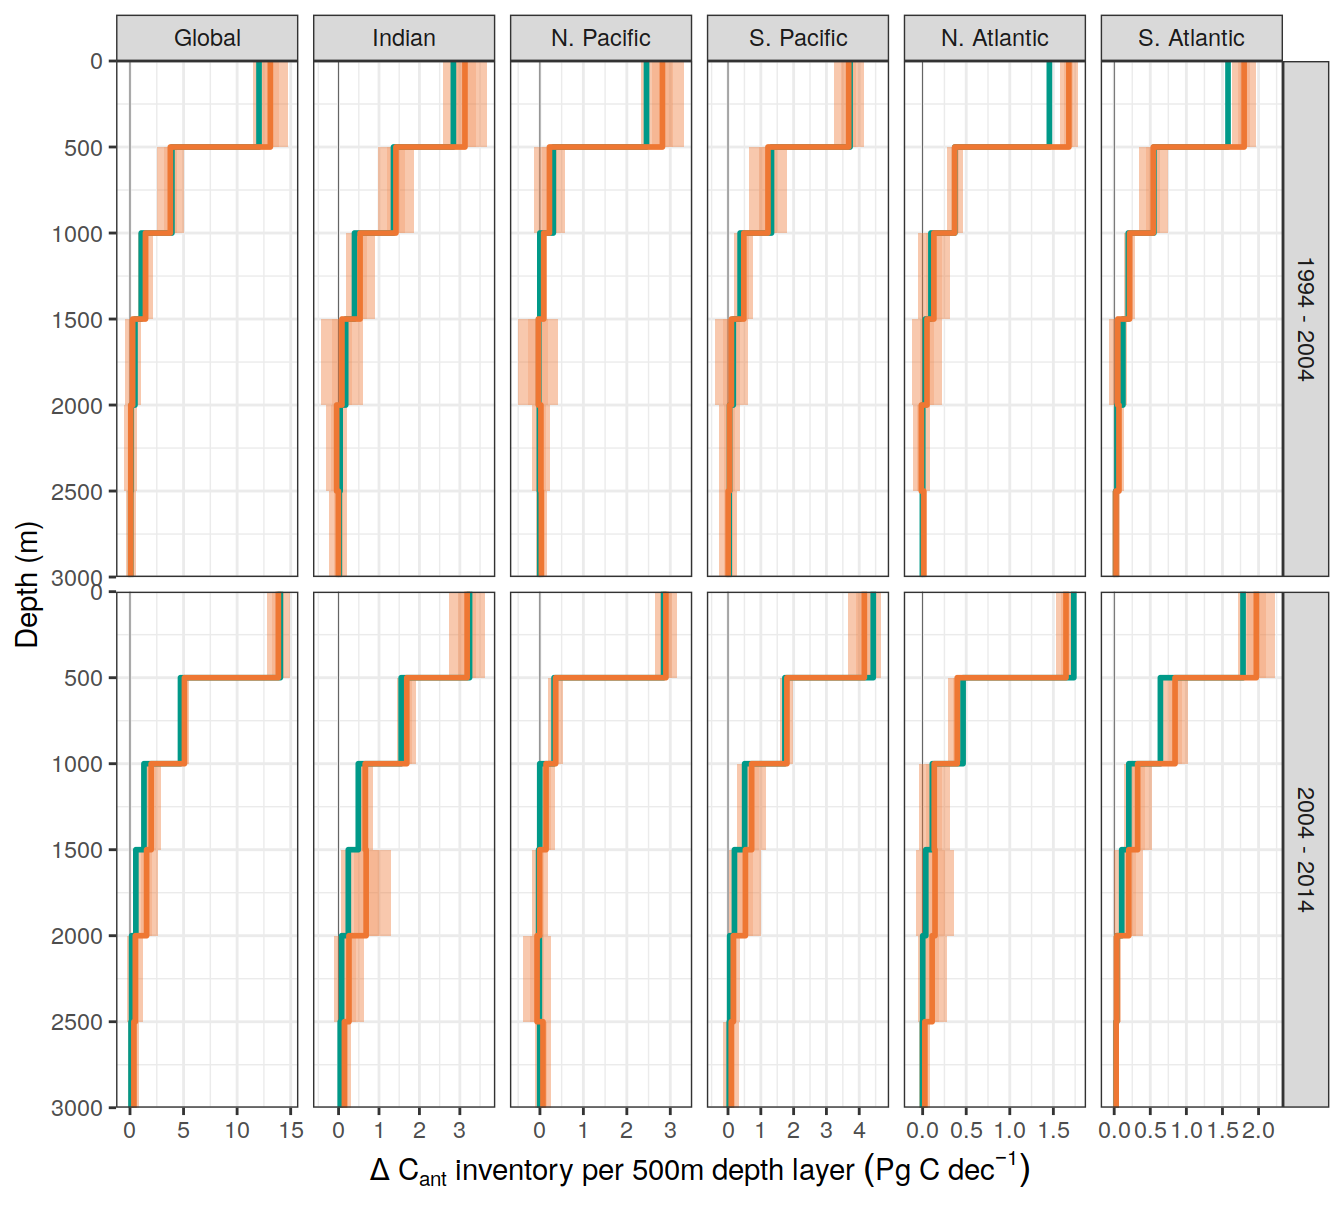 Global Indian N. Pacific S. Pacific N. Atlantic S. Atlantic
0
500
1000
1500
2000
2500
3000
1994 - 2004
Depth (m)
0
500
1000
1500
2000
2500
3000
2004 - 2014
0 5 10 15 0 1 2 3 0 1 2 3 0 1 2 3 4 0.0 0.5 1.0 1.5 0.0 0.5 1.0 1.5 2.0
Δ Cant inventory per 500m depth layer (Pg C dec−1)